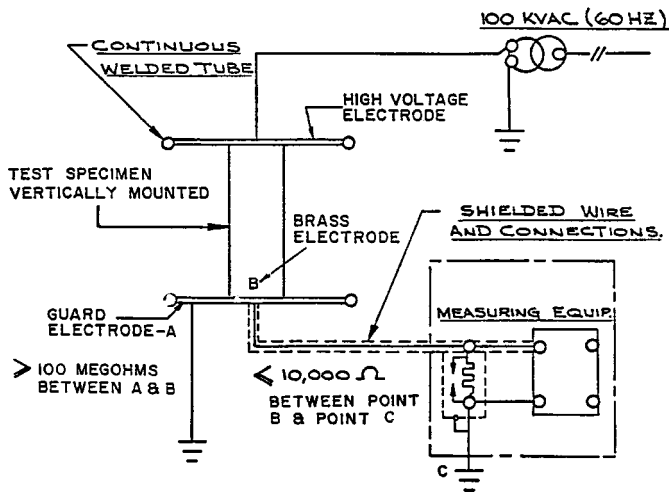 100 KVAC (60 HZ)
CONTINUOUS
WELDED TUBE
HIGH VOLTAGE
ELECTRODE
TEST SPECIMEN
VERTICALLY MOUNTED
BRASS
ELECTRODE
B
SHIELDED WIRE
AND CONNECTIONS.
GUARD
ELECTRODE-A
MEASURING EQUIP.
> 100 MEGOHMS
BETWEEN A & B
< 10,000 Ω
BETWEEN POINT
B & POINT C
C